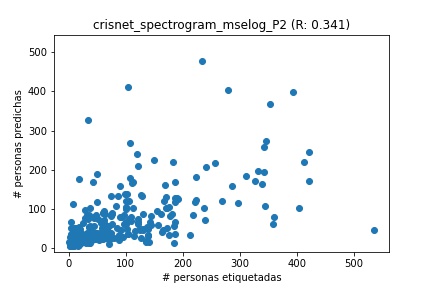 crisnet_spectrogram_mselog_P2 (R: 0.341)
500
400
300
200
100
0
# personas predichas
0 100 200 300 400 500
# personas etiquetadas